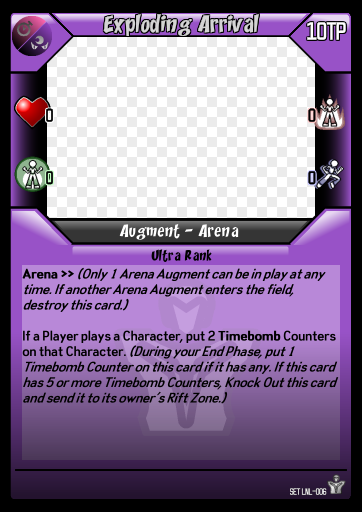 Exploding Arrival
10TP
0
0
0
0
Augment - Arena
Ultra Rank
Arena >> (Only 1 Arena Augment can be in play at any
time. If another Arena Augment enters the field,
destroy this card.)
If a Player plays a Character, put 2 Timebomb Counters
on that Character. (During your End Phase, put 1
Timebomb Counter on this card if it has any. If this card
has 5 or more Timebomb Counters, Knock Out this card
and send it to its owner's Rift Zone.)
SET LNL-006